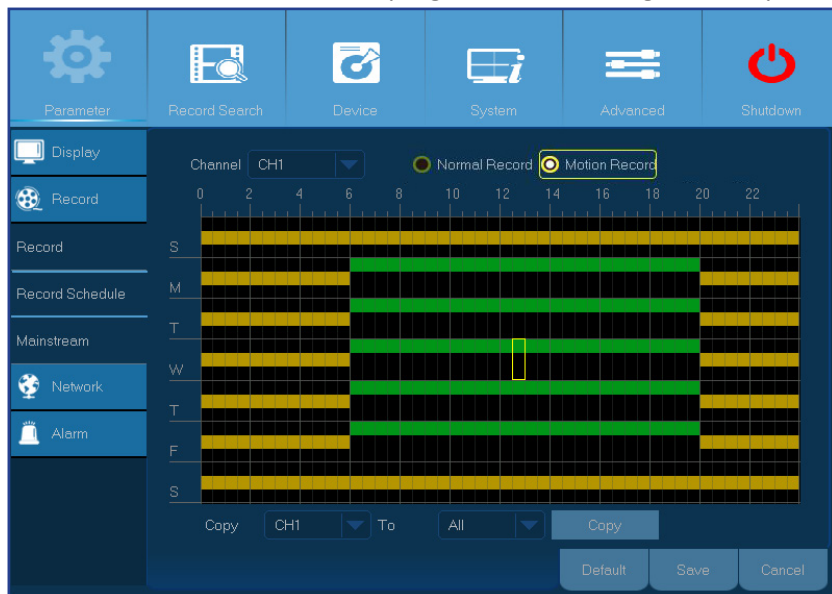 Parameter Record Search Device System Advanced Shutdown
Display
Record
Record
Record Schedule
Mainstream
Network
Alarm
Channel CH1 Normal Record Motion Record
0 2 4 6 8 10 12 14 16 18 20 22
S
M
T
W
T
F
S
Copy CH1 To All Copy
Default Save Cancel